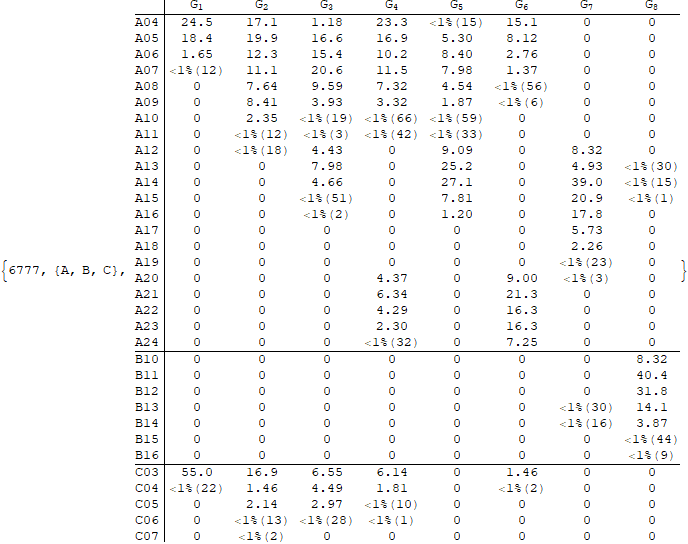 G1 G2 G3 G4 G5 G6 G7 G8
A04 24.5 17.1 1.18 23.3 <1%(15) 15.1 0 0
A05 18.4 19.9 16.6 16.9 5.30 8.12 0 0
A06 1.65 12.3 15.4 10.2 8.40 2.76 0 0
A07 <1%(12) 11.1 20.6 11.5 7.98 1.37 0 0
A08 0 7.64 9.59 7.32 4.54 <1%(56) 0 0
A09 0 8.41 3.93 3.32 1.87 <1%(6) 0 0
A10 0 2.35 <1%(19) <1%(66) <1%(59) 0 0 0
A11 0 <1%(12) <1%(3) <1%(42) <1%(33) 0 0 0
A12 0 <1%(18) 4.43 0 9.09 0 8.32 0
A13 0 0 7.98 0 25.2 0 4.93 <1%(30)
A14 0 0 4.66 0 27.1 0 39.0 <1%(15)
A15 0 0 <1%(51) 0 7.81 0 20.9 <1%(1)
A16 0 0 <1%(2) 0 1.20 0 17.8 0
A17 0 0 0 0 0 0 5.73 0
A18 0 0 0 0 0 0 2.26 0
A19 0 0 0 0 0 0 <1%(23) 0
{6777, {A, B, C}, A20 0 0 0 4.37 0 9.00 <1%(3) 0 }
A21 0 0 0 6.34 0 21.3 0 0
A22 0 0 0 4.29 0 16.3 0 0
A23 0 0 0 2.30 0 16.3 0 0
A24 0 0 0 <1%(32) 0 7.25 0 0
B10 0 0 0 0 0 0 0 8.32
B11 0 0 0 0 0 0 0 40.4
B12 0 0 0 0 0 0 0 31.8
B13 0 0 0 0 0 0 <1%(30) 14.1
B14 0 0 0 0 0 0 <1%(16) 3.87
B15 0 0 0 0 0 0 0 <1%(44)
B16 0 0 0 0 0 0 0 <1%(9)
C03 55.0 16.9 6.55 6.14 0 1.46 0 0
C04 <1%(22) 1.46 4.49 1.81 0 <1%(2) 0 0
C05 0 2.14 2.97 <1%(10) 0 0 0 0
C06 0 <1%(13) <1%(28) <1%(1) 0 0 0 0
C07 0 <1%(2) 0 0 0 0 0 0